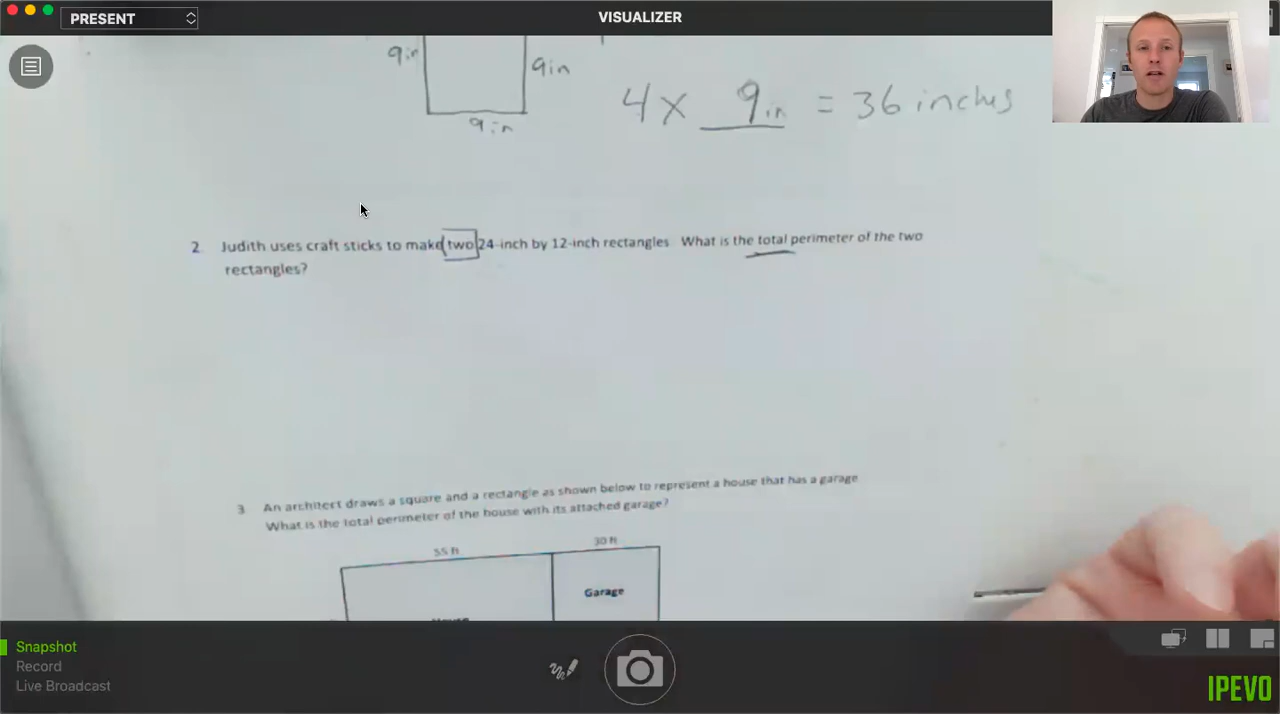 PRESENT
VISUALIZER
9in
9in
9in
4 x 9in = 36 inches
2. Judith uses craft sticks to make two 24-inch by 12-inch rectangles. What is the total perimeter of the two
rectangles?
3 An architect draws a square and a rectangle as shown below to represent a house that has a garage
What is the total perimeter of the house with its attached garage?
55 ft
30 ft
Garage
Snapshot
Record
Live Broadcast
IPEVO